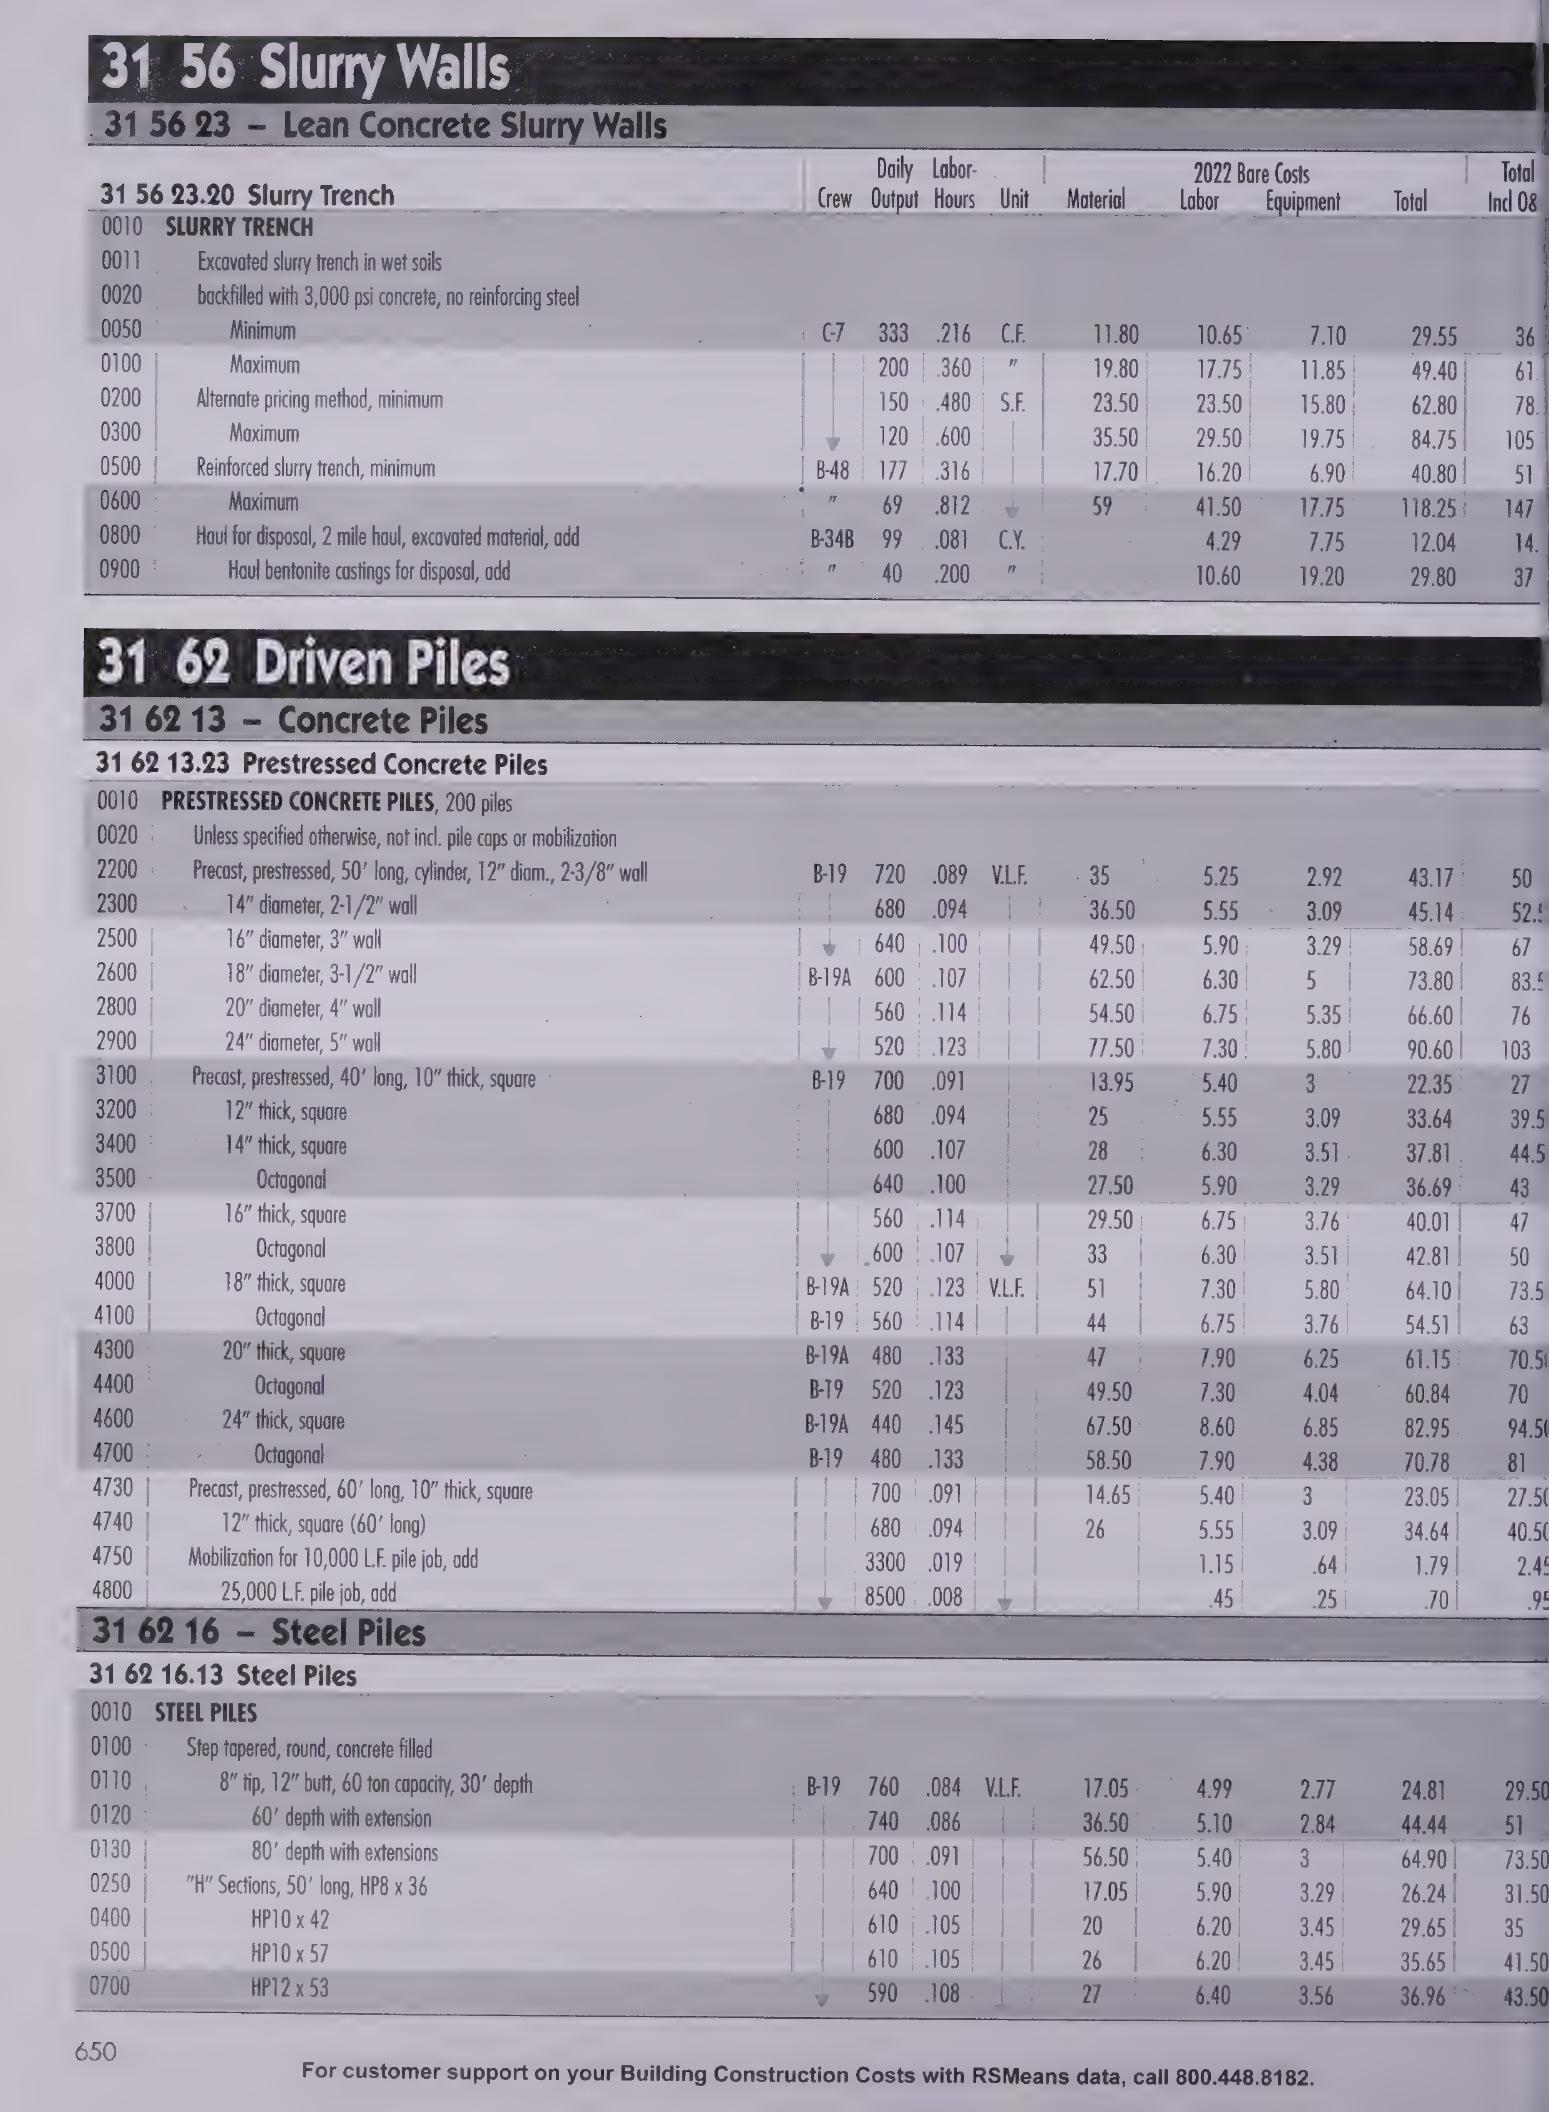 31 56 Slurry Walls
31 56 23 – Lean Concrete Slurry Walls
31 56 23.20 Slurry Trench Crew Daily Output Labor-Hours Unit Material 2022 Bare Costs Labor Equipment Total Total Incl O&
0010 SLURRY TRENCH
0011 Excavated slurry trench in wet soils
0020 backfilled with 3,000 psi concrete, no reinforcing steel
0050 Minimum C-7 333 .216 C.F. 11.80 10.65 7.10 29.55 36
0100 Maximum 200 .360 " 19.80 17.75 11.85 49.40 61
0200 Alternate pricing method, minimum 150 .480 S.F. 23.50 23.50 15.80 62.80 78.
0300 Maximum 120 .600 35.50 29.50 19.75 84.75 105
0500 Reinforced slurry trench, minimum B-48 177 .316 17.70 16.20 6.90 40.80 51
0600 Maximum " 69 .812 59 41.50 17.75 118.25 147
0800 Haul for disposal, 2 mile haul, excavated material, add B-34B 99 .081 C.Y. 4.29 7.75 12.04 14.
0900 Haul bentonite castings for disposal, add " 40 .200 " 10.60 19.20 29.80 37
31 62 Driven Piles
31 62 13 – Concrete Piles
31 62 13.23 Prestressed Concrete Piles
0010 PRESTRESSED CONCRETE PILES, 200 piles
0020 Unless specified otherwise, not incl. pile caps or mobilization
2200 Precast, prestressed, 50' long, cylinder, 12" diam., 2-3/8" wall B-19 720 .089 V.L.F. 35 5.25 2.92 43.17 50
2300 14" diameter, 2-1/2" wall 680 .094 36.50 5.55 3.09 45.14 52.5
2500 16" diameter, 3" wall 640 .100 49.50 5.90 3.29 58.69 67
2600 18" diameter, 3-1/2" wall B-19A 600 .107 62.50 6.30 5 73.80 83.5
2800 20" diameter, 4" wall 560 .114 54.50 6.75 5.35 66.60 76
2900 24" diameter, 5" wall 520 .123 77.50 7.30 5.80 90.60 103
3100 Precast, prestressed, 40' long, 10" thick, square B-19 700 .091 13.95 5.40 3 22.35 27
3200 12" thick, square 680 .094 25 5.55 3.09 33.64 39.5
3400 14" thick, square 600 .107 28 6.30 3.51 37.81 44.5
3500 Octagonal 640 .100 27.50 5.90 3.29 36.69 43
3700 16" thick, square 560 .114 29.50 6.75 3.76 40.01 47
3800 Octagonal 600 .107 33 6.30 3.51 42.81 50
4000 18" thick, square B-19A 520 .123 V.L.F. 51 7.30 5.80 64.10 73.5
4100 Octagonal B-19 560 .114 44 6.75 3.76 54.51 63
4300 20" thick, square B-19A 480 .133 47 7.90 6.25 61.15 70.5
4400 Octagonal B-19 520 .123 49.50 7.30 4.04 60.84 70
4600 24" thick, square B-19A 440 .145 67.50 8.60 6.85 82.95 94.50
4700 Octagonal B-19 480 .133 58.50 7.90 4.38 70.78 81
4730 Precast, prestressed, 60' long, 10" thick, square 700 .091 14.65 5.40 3 23.05 27.50
4740 12" thick, square (60' long) 680 .094 26 5.55 3.09 34.64 40.50
4750 Mobilization for 10,000 L.F. pile job, add 3300 .019 1.15 .64 1.79 2.45
4800 25,000 L.F. pile job, add 8500 .008 .45 .25 .70 .95
31 62 16 – Steel Piles
31 62 16.13 Steel Piles
0010 STEEL PILES
0100 Step tapered, round, concrete filled
0110 8" tip, 12" butt, 60 ton capacity, 30' depth B-19 760 .084 V.L.F. 17.05 4.99 2.77 24.81 29.50
0120 60' depth with extension 740 .086 36.50 5.10 2.84 44.44 51
0130 80' depth with extensions 700 .091 56.50 5.40 3 64.90 73.50
0250 "H" Sections, 50' long, HP8 x 36 640 .100 17.05 5.90 3.29 26.24 31.50
0400 HP10 x 42 610 .105 20 6.20 3.45 29.65 35
0500 HP10 x 57 610 .105 26 6.20 3.45 35.65 41.50
0700 HP12 x 53 590 .108 27 6.40 3.56 36.96 43.50
650
For customer support on your Building Construction Costs with RSMeans data, call 800.448.8182.